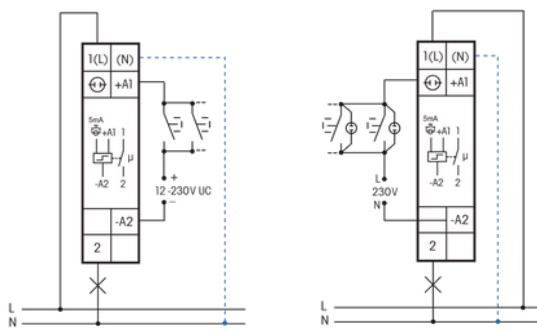 1(L) (N)
+A1
5mA
+A1 1
-A2 2
µ
-A2
2
+
12-230V UC
–
L
N
1(L) (N)
+A1
5mA
+A1 1
-A2 2
µ
-A2
2
L
230V
N
L
N